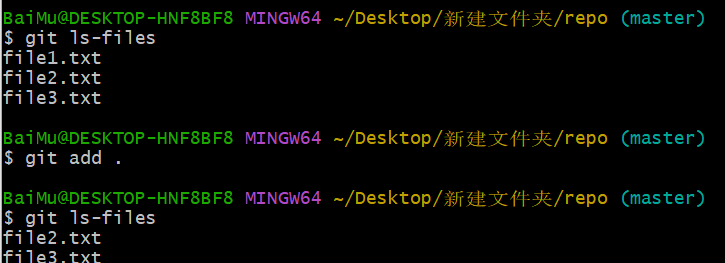 BaiMu@DESKTOP-HNF8BF8 MINGW64 ~/Desktop/新建文件夹/repo (master)
$ git ls-files
file1.txt
file2.txt
file3.txt
BaiMu@DESKTOP-HNF8BF8 MINGW64 ~/Desktop/新建文件夹/repo (master)
$ git add .
BaiMu@DESKTOP-HNF8BF8 MINGW64 ~/Desktop/新建文件夹/repo (master)
$ git ls-files
file2.txt
file3.txt